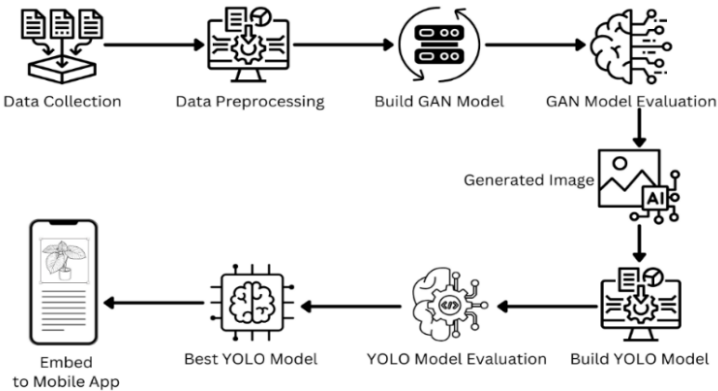 Data Collection
Data Preprocessing
Build GAN Model
GAN Model Evaluation
Generated Image
AI
Build YOLO Model
YOLO Model Evaluation
</>
Best YOLO Model
Embed
to Mobile App